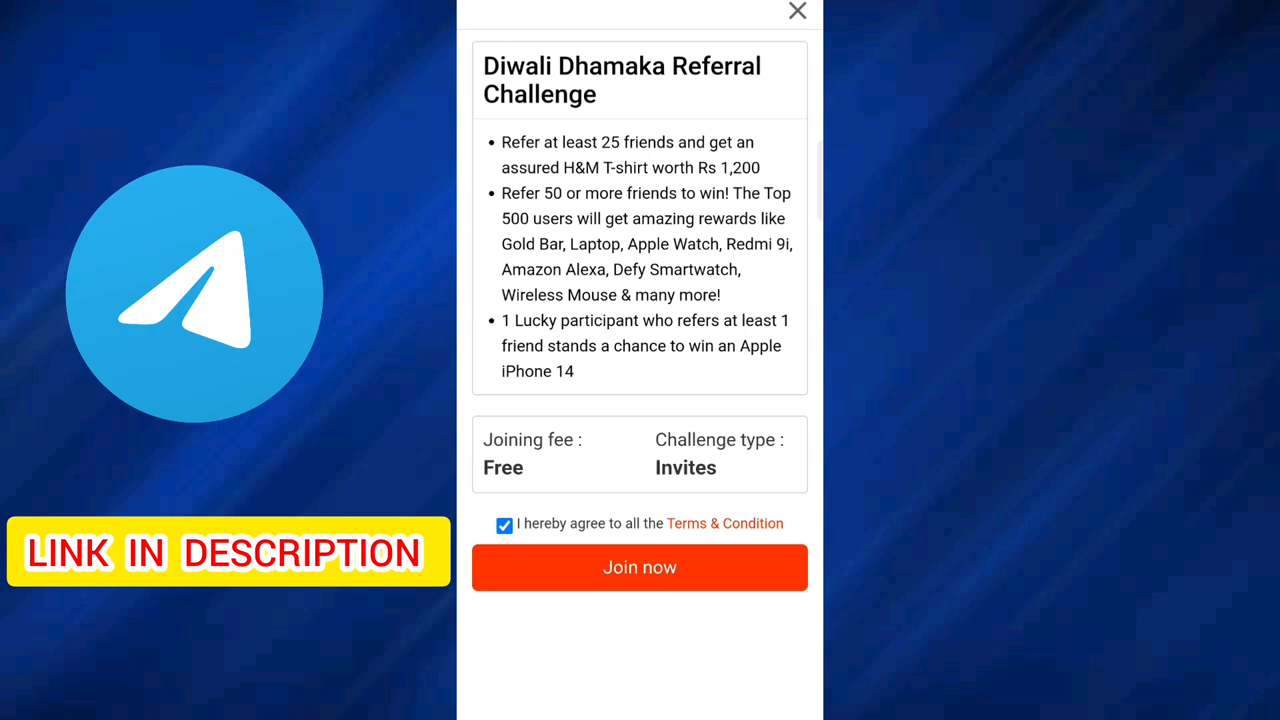 Diwali Dhamaka Referral
Challenge
• Refer at least 25 friends and get an
assured H&M T-shirt worth Rs 1,200
• Refer 50 or more friends to win! The Top
500 users will get amazing rewards like
Gold Bar, Laptop, Apple Watch, Redmi 9i,
Amazon Alexa, Defy Smartwatch,
Wireless Mouse & many more!
• 1 Lucky participant who refers at least 1
friend stands a chance to win an Apple
iPhone 14
Joining fee :
Free
Challenge type :
Invites
I hereby agree to all the Terms & Condition
Join now
LINK IN DESCRIPTION